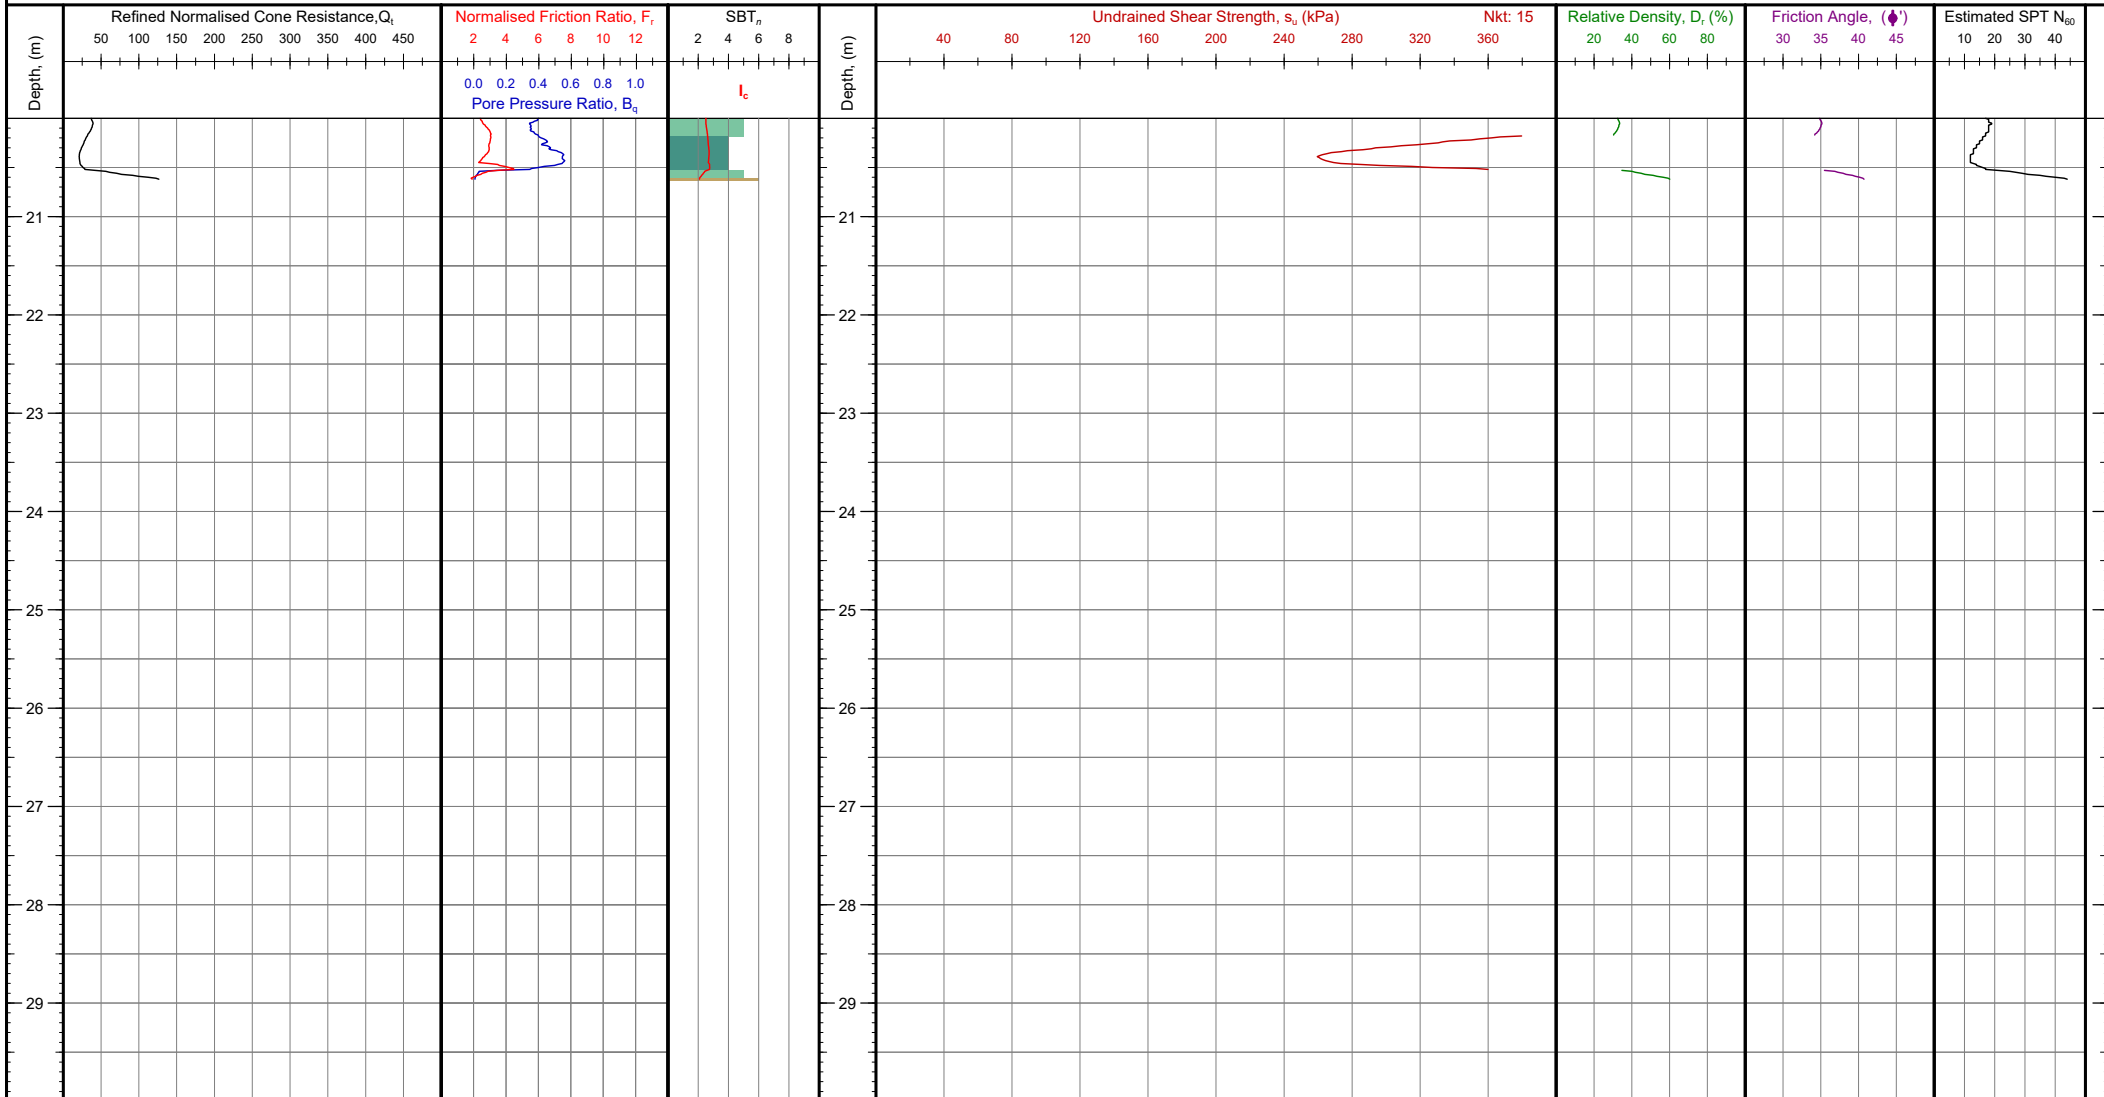 Refined Normalised Cone Resistance,Qt
Normalised Friction Ratio, Fr
SBTn
Undrained Shear Strength, su (kPa)
Nkt: 15
Relative Density, Dr (%)
Friction Angle, (ϕ')
Estimated SPT N60
50 100 150 200 250 300 350 400 450
2 4 6 8 10 12
2 4 6 8
40 80 120 160 200 240 280 320 360
20 40 60 80
30 35 40 45
10 20 30 40
Depth, (m)
0.0 0.2 0.4 0.6 0.8 1.0
Pore Pressure Ratio, Bq
Ic
Depth, (m)
21 21
22 22
23 23
24 24
25 25
26 26
27 27
28 28
29 29